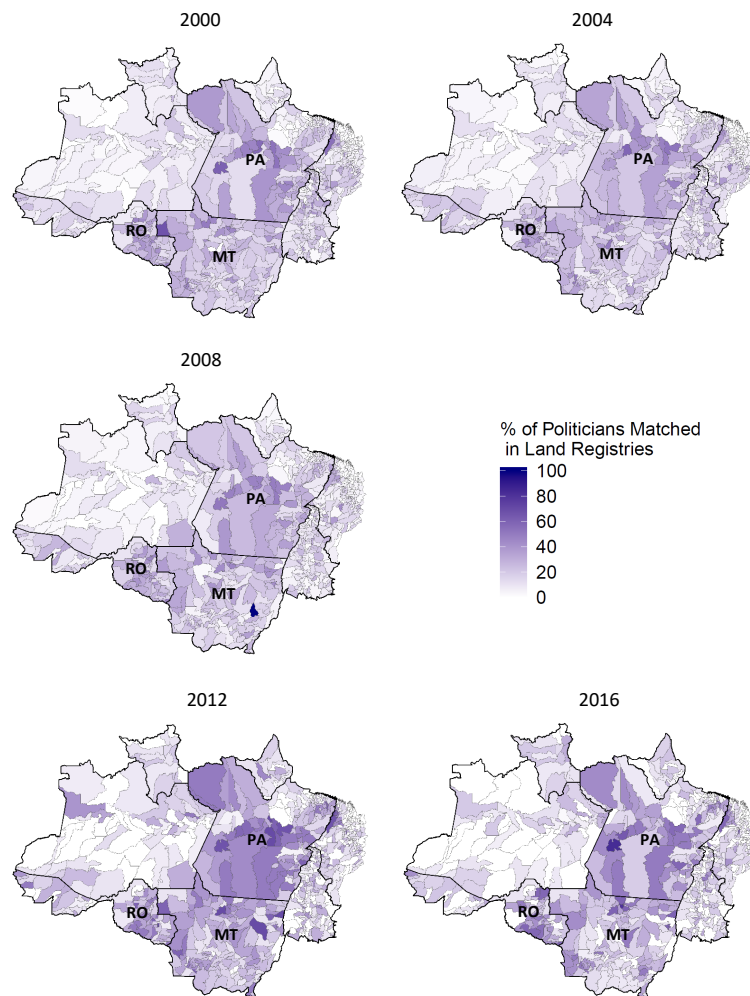 2000
2004
PA
RO
MT
PA
RO
MT
2008
PA
RO
MT
% of Politicians Matched
in Land Registries
100
80
60
40
20
0
2012
2016
PA
RO
MT
PA
RO
MT